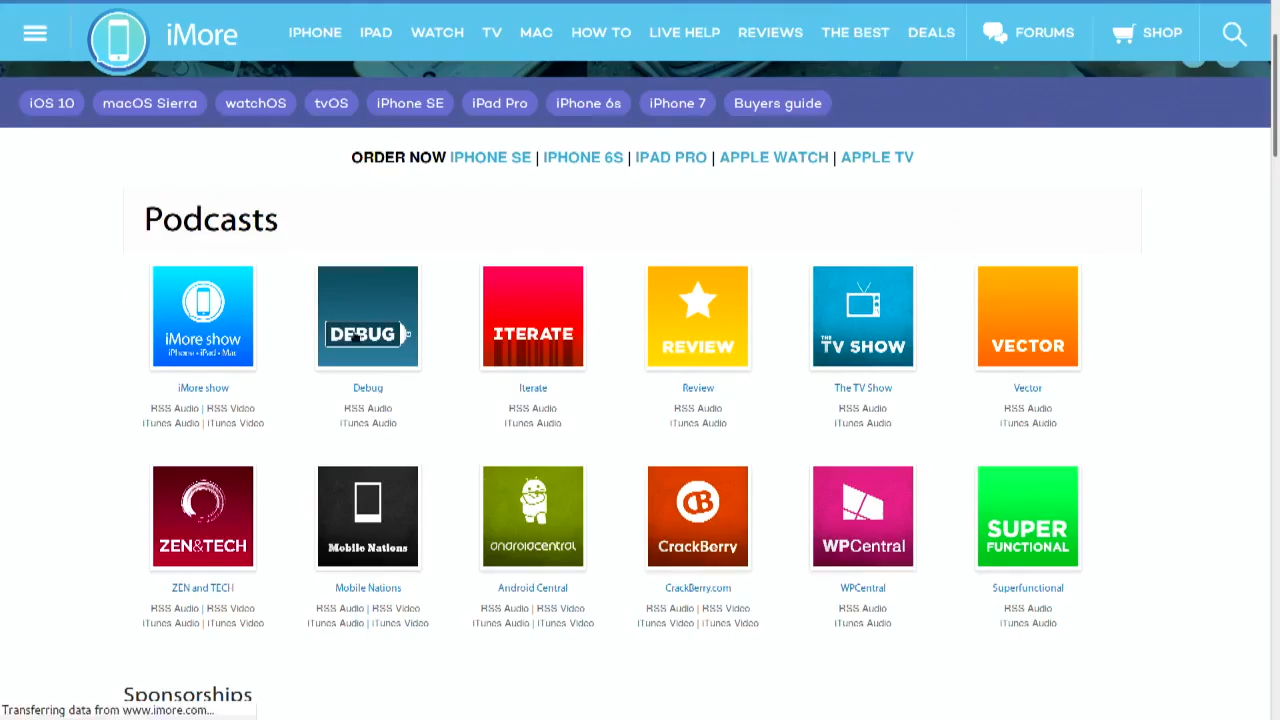 iMore IPHONE IPAD WATCH TV MAC HOW TO LIVE HELP REVIEWS THE BEST DEALS FORUMS SHOP
iOS 10 macOS Sierra watchOS tvOS iPhone SE iPad Pro iPhone 6s iPhone 7 Buyers guide
ORDER NOW IPHONE SE | IPHONE 6S | IPAD PRO | APPLE WATCH | APPLE TV
Podcasts
iMore show
iPhone • iPad • Mac
DEBUG
ITERATE
REVIEW
THE TV SHOW
VECTOR
iMore show Debug Iterate Review The TV Show Vector
RSS Audio | RSS Video RSS Audio RSS Audio RSS Audio RSS Audio RSS Audio
iTunes Audio | iTunes Video iTunes Audio iTunes Audio iTunes Audio iTunes Audio iTunes Audio
ZEN&TECH
Mobile Nations
androidcentral
CB
CrackBerry
WPCentral
SUPER
FUNCTIONAL
ZEN and TECH Mobile Nations Android Central CrackBerry.com WPCentral Superfunctional
RSS Audio | RSS Video RSS Audio | RSS Video RSS Audio | RSS Video RSS Audio | RSS Video RSS Audio RSS Audio
iTunes Audio | iTunes Video iTunes Audio | iTunes Video iTunes Audio | iTunes Video iTunes Video | iTunes Video iTunes Audio iTunes Audio
Sponsorships
Transferring data from www.imore.com...